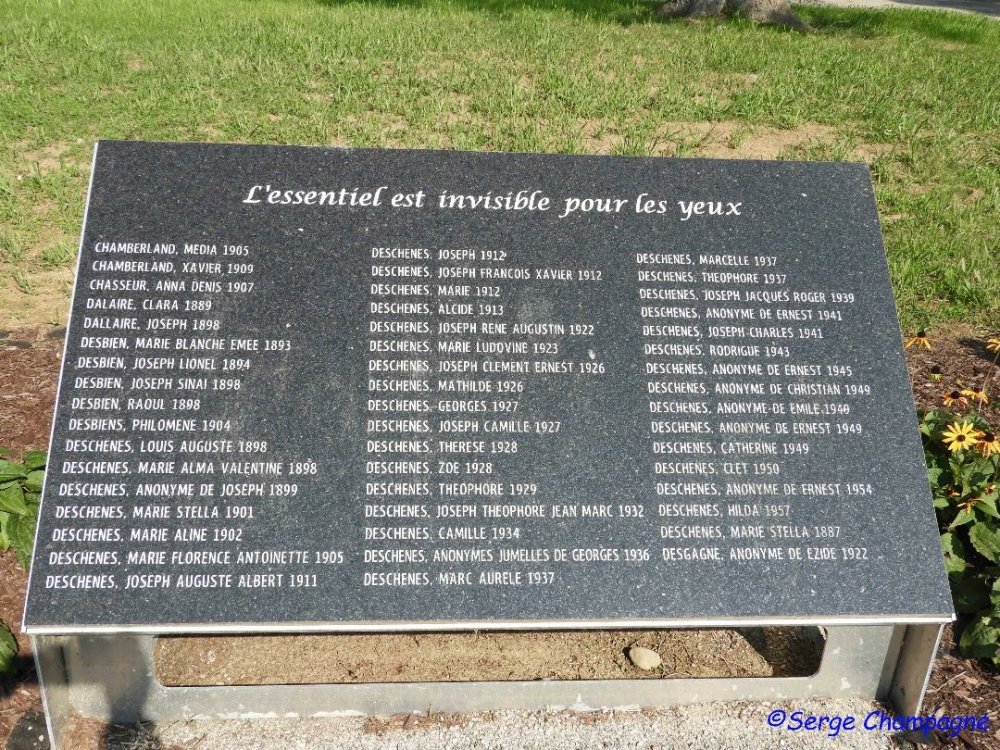 L'essentiel est invisible pour les yeux
CHAMBERLAND, MEDIA 1905
CHAMBERLAND, XAVIER 1909
CHASSEUR, ANNA DENIS 1907
DALAIRE, CLARA 1889
DALLAIRE, JOSEPH 1898
DESBIEN, MARIE BLANCHE EMEE 1893
DESBIEN, JOSEPH LIONEL 1894
DESBIEN, JOSEPH SINAI 1898
DESBIEN, RAOUL 1898
DESBIENS, PHILOMENE 1904
DESCHENES, LOUIS AUGUSTE 1898
DESCHENES, MARIE ALMA VALENTINE 1898
DESCHENES, ANONYME DE JOSEPH 1899
DESCHENES, MARIE STELLA 1901
DESCHENES, MARIE ALINE 1902
DESCHENES, MARIE FLORENCE ANTOINETTE 1905
DESCHENES, JOSEPH AUGUSTE ALBERT 1911
DESCHENES, JOSEPH 1912
DESCHENES, JOSEPH FRANCOIS XAVIER 1912
DESCHENES, MARIE 1912
DESCHENES, ALCIDE 1913
DESCHENES, JOSEPH RENE AUGUSTIN 1922
DESCHENES, MARIE LUDOVINE 1923
DESCHENES, JOSEPH CLEMENT ERNEST 1926
DESCHENES, MATHILDE 1926
DESCHENES, GEORGES 1927
DESCHENES, JOSEPH CAMILLE 1927
DESCHENES, THERESE 1928
DESCHENES, ZOE 1928
DESCHENES, THEOPHORE 1929
DESCHENES, JOSEPH THEOPHORE JEAN MARC 1932
DESCHENES, CAMILLE 1934
DESCHENES, ANONYMES JUMELLES DE GEORGES 1936
DESCHENES, MARC AURELE 1937
DESCHENES, MARCELLE 1937
DESCHENES, THEOPHORE 1937
DESCHENES, JOSEPH JACQUES ROGER 1939
DESCHENES, ANONYME DE ERNEST 1941
DESCHENES, JOSEPH CHARLES 1941
DESCHENES, RODRIGUE 1943
DESCHENES, ANONYME DE ERNEST 1945
DESCHENES, ANONYME DE CHRISTIAN 1949
DESCHENES, ANONYME DE EMILE 1949
DESCHENES, ANONYME DE ERNEST 1949
DESCHENES, CATHERINE 1949
DESCHENES, CLET 1950
DESCHENES, ANONYME DE ERNEST 1954
DESCHENES, HILDA 1957
DESCHENES, MARIE STELLA 1887
DESGAGNE, ANONYME DE EZIDE 1922
©Serge Champagne